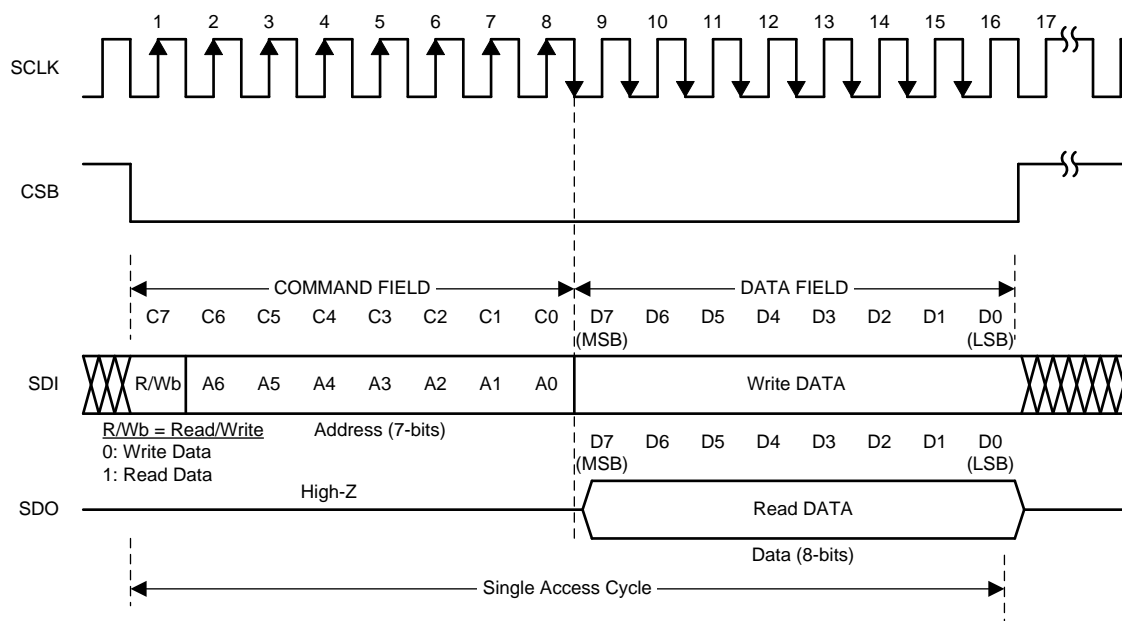 1 2 3 4 5 6 7 8 9 10 11 12 13 14 15 16 17
SCLK
CSB
COMMAND FIELD DATA FIELD
C7 C6 C5 C4 C3 C2 C1 C0 D7 D6 D5 D4 D3 D2 D1 D0
(MSB) (LSB)
SDI R/Wb A6 A5 A4 A3 A2 A1 A0 Write DATA
R/Wb = Read/Write Address (7-bits)
0: Write Data
1: Read Data
D7 D6 D5 D4 D3 D2 D1 D0
(MSB) (LSB)
High-Z
SDO Read DATA
Data (8-bits)
Single Access Cycle